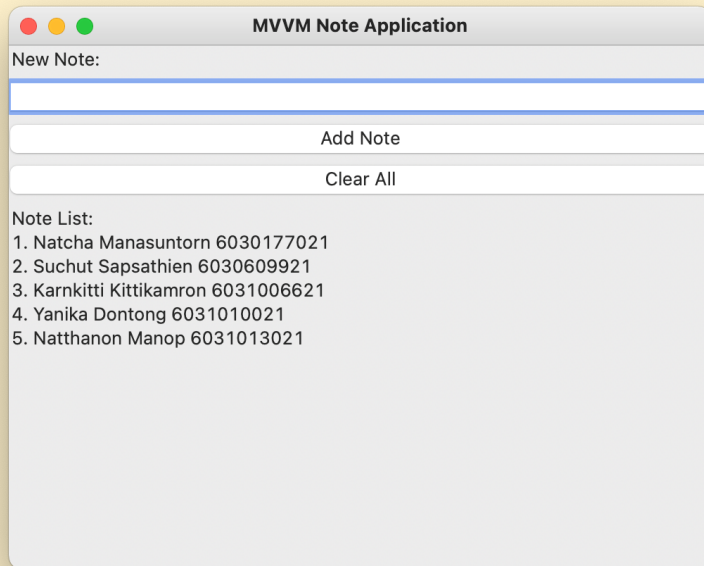 MVVM Note Application
New Note:
Add Note
Clear All
Note List:
1. Natcha Manasuntorn 6030177021
2. Suchut Sapsathien 6030609921
3. Karnkitti Kittikamron 6031006621
4. Yanika Dontong 6031010021
5. Natthanon Manop 6031013021